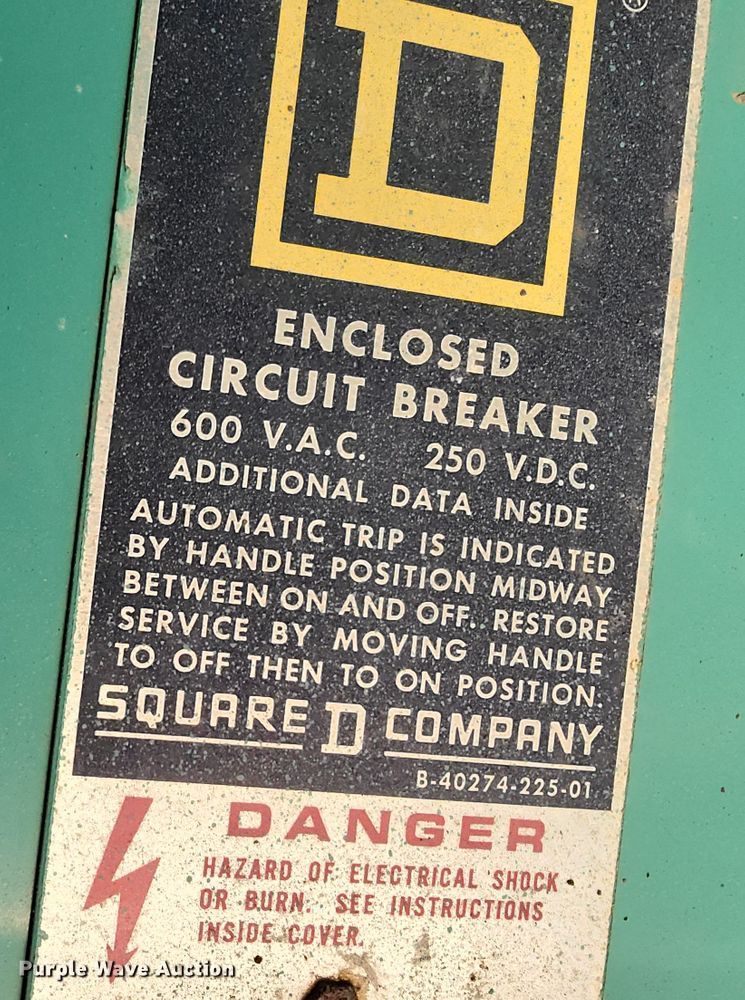 D
®
ENCLOSED
CIRCUIT BREAKER
600 V.A.C. 250 V.D.C.
ADDITIONAL DATA INSIDE
AUTOMATIC TRIP IS INDICATED
BY HANDLE POSITION MIDWAY
BETWEEN ON AND OFF. RESTORE
SERVICE BY MOVING HANDLE
TO OFF THEN TO ON POSITION.
SQUARE D COMPANY
B-40274-225-01
DANGER
HAZARD OF ELECTRICAL SHOCK
OR BURN. SEE INSTRUCTIONS
INSIDE COVER.
Purple Wave Auction